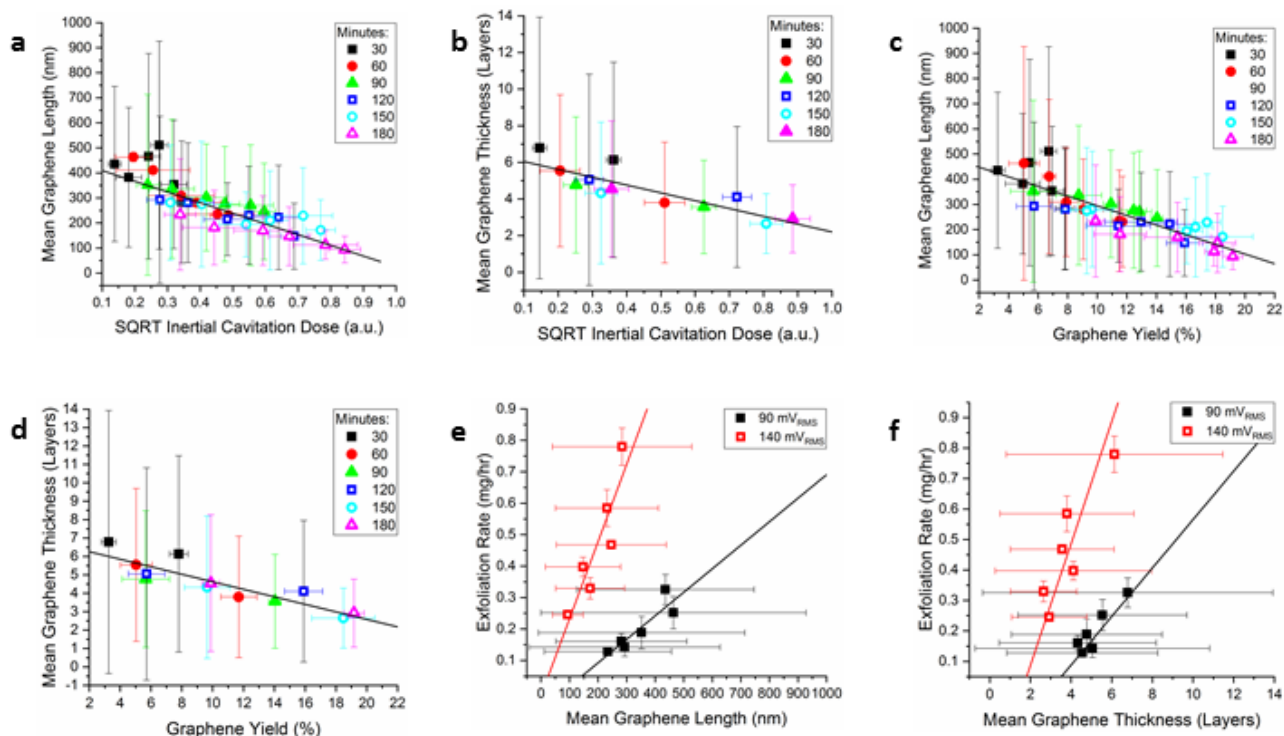 a
Mean Graphene Length (nm)
1000
900
800
700
600
500
400
300
200
100
0
0.1 0.2 0.3 0.4 0.5 0.6 0.7 0.8 0.9 1.0
SQRT Inertial Cavitation Dose (a.u.)
Minutes:
30
60
90
120
150
180
b
Mean Graphene Thickness (Layers)
14
12
10
8
6
4
2
0
0.1 0.2 0.3 0.4 0.5 0.6 0.7 0.8 0.9 1.0
SQRT Inertial Cavitation Dose (a.u.)
Minutes:
30
60
90
120
150
180
c
Mean Graphene Length (nm)
1000
900
800
700
600
500
400
300
200
100
0
2 4 6 8 10 12 14 16 18 20 22
Graphene Yield (%)
Minutes:
30
60
90
120
150
180
d
Mean Graphene Thickness (Layers)
14
13
12
11
10
9
8
7
6
5
4
3
2
1
0
-1
2 4 6 8 10 12 14 16 18 20 22
Graphene Yield (%)
Minutes:
30
60
90
120
150
180
e
Exfoliation Rate (mg/hr)
0.9
0.8
0.7
0.6
0.5
0.4
0.3
0.2
0.1
0 100 200 300 400 500 600 700 800 900 1000
Mean Graphene Length (nm)
90 mVRMS
140 mVRMS
f
Exfoliation Rate (mg/hr)
0.9
0.8
0.7
0.6
0.5
0.4
0.3
0.2
0.1
0 2 4 6 8 10 12 14
Mean Graphene Thickness (Layers)
90 mVRMS
140 mVRMS